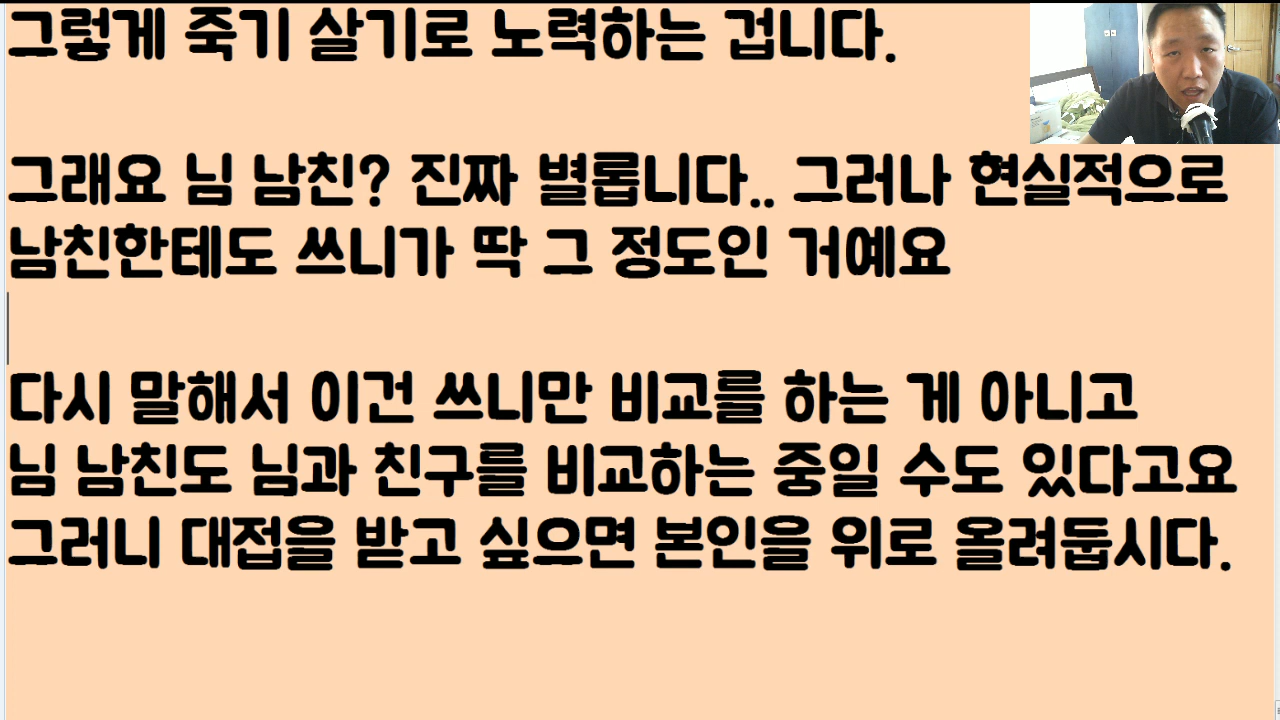 그렇게 죽기 살기로 노력하는 겁니다.
그래요 님 남친? 진짜 별롭니다.. 그러나 현실적으로
남친한테도 쓰니가 딱 그 정도인 거예요
다시 말해서 이건 쓰니만 비교를 하는 게 아니고
님 남친도 님과 친구를 비교하는 중일 수도 있다고요
그러니 대접을 받고 싶으면 본인을 위로 올려둡시다.